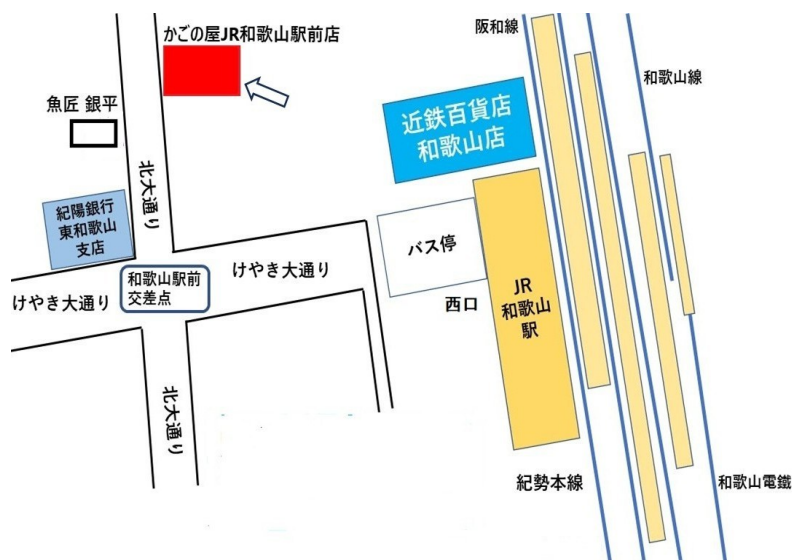 かごの屋JR和歌山駅前店
阪和線
和歌山線
魚匠 銀平
近鉄百貨店
和歌山店
北大通り
紀陽銀行
東和歌山
支店
バス停
けやき大通り
和歌山駅前
交差点
けやき大通り
西口
JR
和歌山
駅
北大通り
紀勢本線
和歌山電鐵